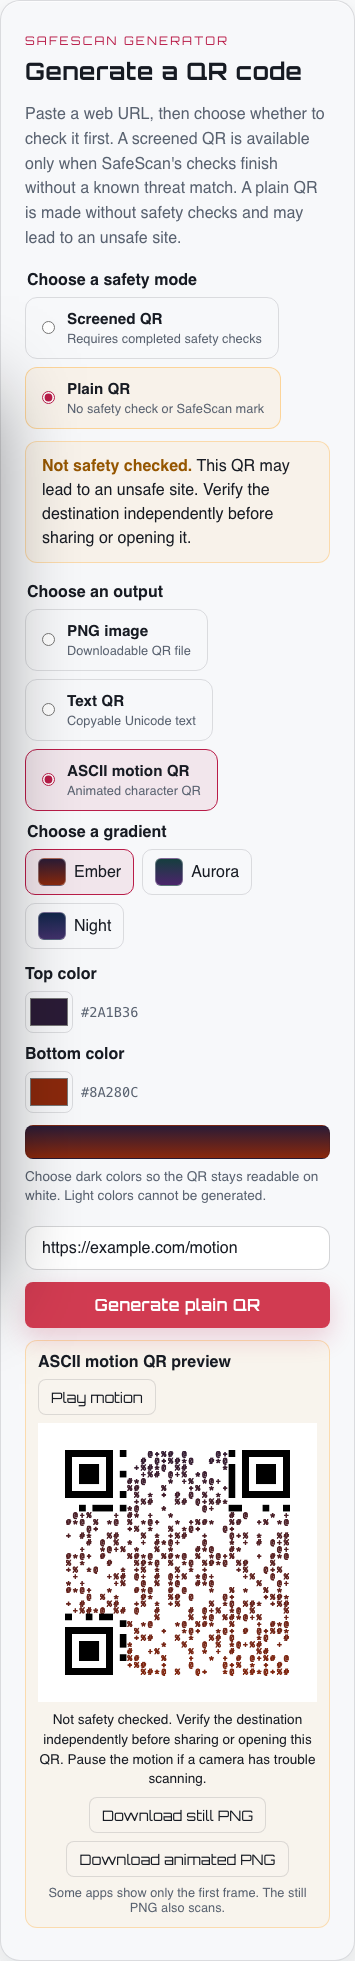 SAFESCAN GENERATOR
Generate a QR code
Paste a web URL, then choose whether to
check it first. A screened QR is available
only when SafeScan's checks finish
without a known threat match. A plain QR
is made without safety checks and may
lead to an unsafe site.
Choose a safety mode
Screened QR
Requires completed safety checks
Plain QR
No safety check or SafeScan mark
Not safety checked. This QR may
lead to an unsafe site. Verify the
destination independently before
sharing or opening it.
Choose an output
PNG image
Downloadable QR file
Text QR
Copyable Unicode text
ASCII motion QR
Animated character QR
Choose a gradient
Ember
Aurora
Night
Top color
#2A1B36
Bottom color
#8A280C
Choose dark colors so the QR stays readable on
white. Light colors cannot be generated.
https://example.com/motion
Generate plain QR
ASCII motion QR preview
Play motion
Not safety checked. Verify the destination
independently before sharing or opening this
QR. Pause the motion if a camera has trouble
scanning.
Download still PNG
Download animated PNG
Some apps show only the first frame. The still
PNG also scans.